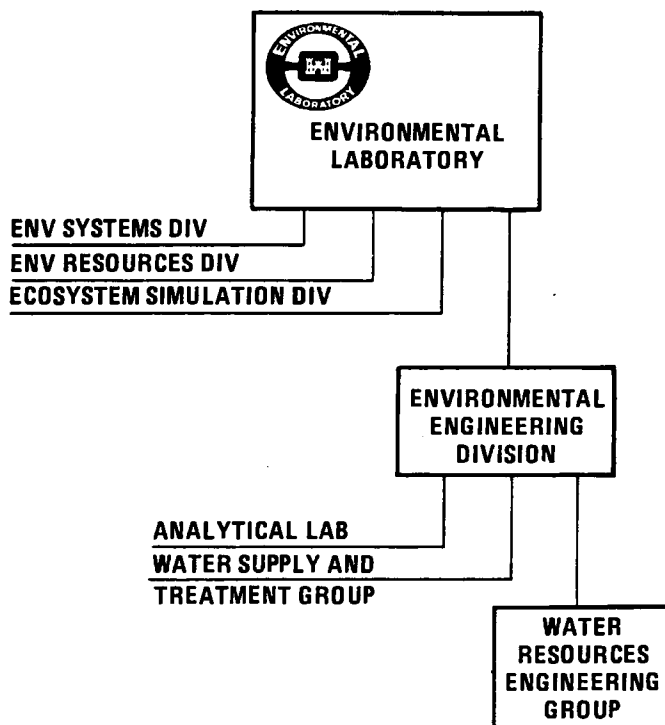 ENVIRONMENTAL
LABORATORY
ENVIRONMENTAL
LABORATORY
ENV SYSTEMS DIV
ENV RESOURCES DIV
ECOSYSTEM SIMULATION DIV
ENVIRONMENTAL
ENGINEERING
DIVISION
ANALYTICAL LAB
WATER SUPPLY AND
TREATMENT GROUP
WATER
RESOURCES
ENGINEERING
GROUP